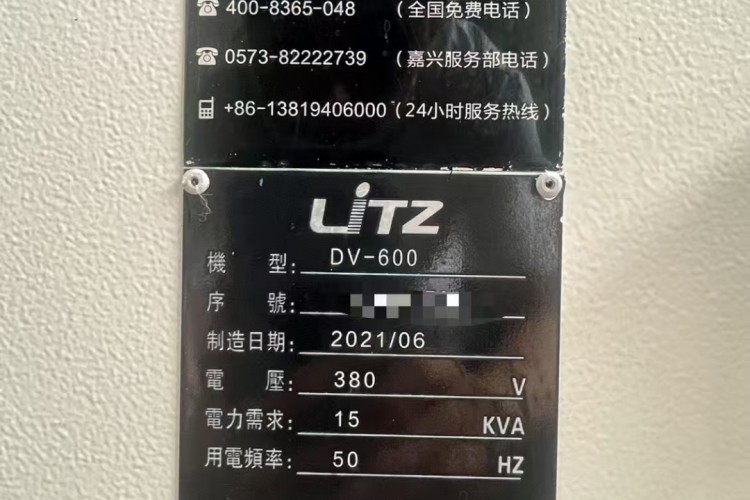 400-8365-048 （全国免费电话）
0573-82222739 （嘉兴服务部电话）
+86-13819406000（24小时服务热线）
LiTZ
機 型: DV-600
序 號:
制造日期: 2021/06
電 壓: 380 V
電力需求: 15 KVA
用電頻率: 50 HZ